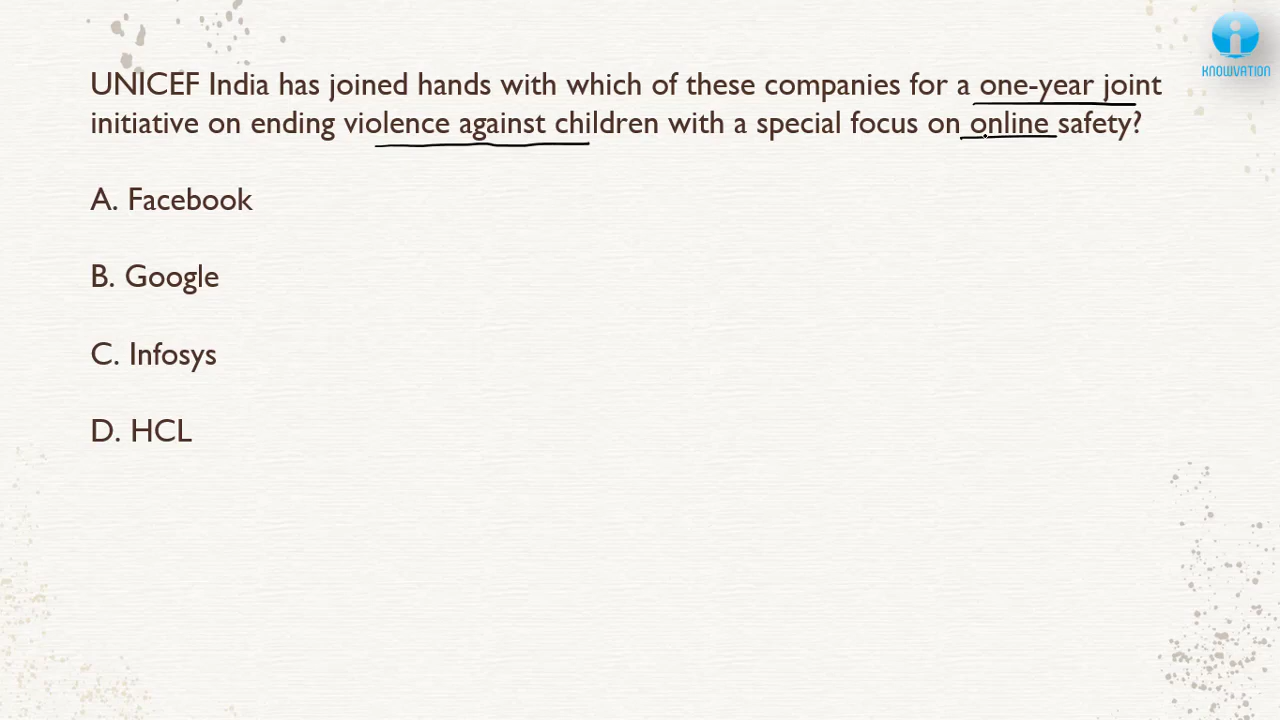 KNOWVATION
UNICEF India has joined hands with which of these companies for a one-year joint
initiative on ending violence against children with a special focus on online safety?
A. Facebook
B. Google
C. Infosys
D. HCL